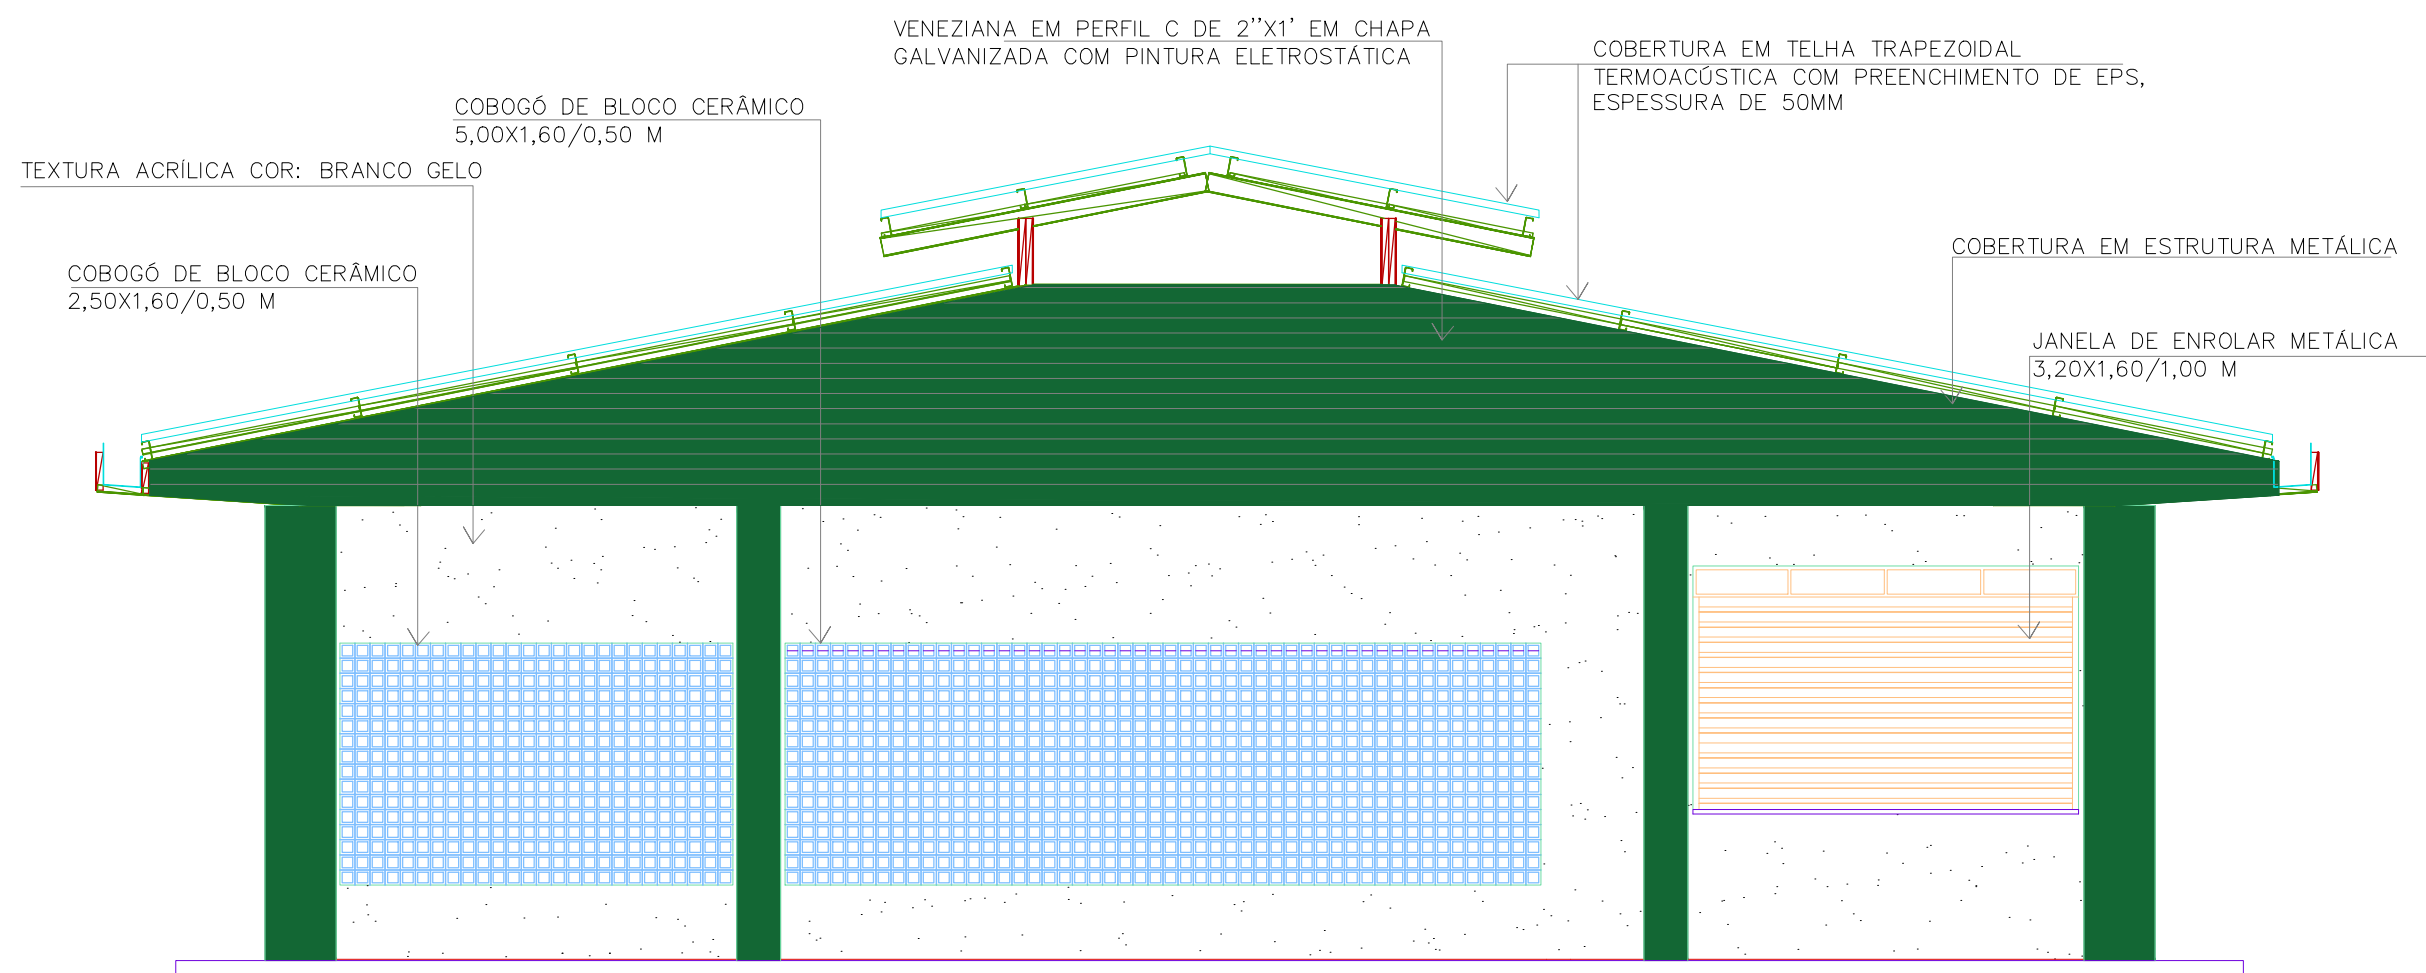 VENEZIANA EM PERFIL C DE 2''X1' EM CHAPA
GALVANIZADA COM PINTURA ELETROSTÁTICA
COBERTURA EM TELHA TRAPEZOIDAL
TERMOACÚSTICA COM PREENCHIMENTO DE EPS,
ESPESSURA DE 50MM
COBOGÓ DE BLOCO CERÂMICO
5,00X1,60/0,50 M
TEXTURA ACRÍLICA COR: BRANCO GELO
COBERTURA EM ESTRUTURA METÁLICA
COBOGÓ DE BLOCO CERÂMICO
2,50X1,60/0,50 M
JANELA DE ENROLAR METÁLICA
3,20X1,60/1,00 M